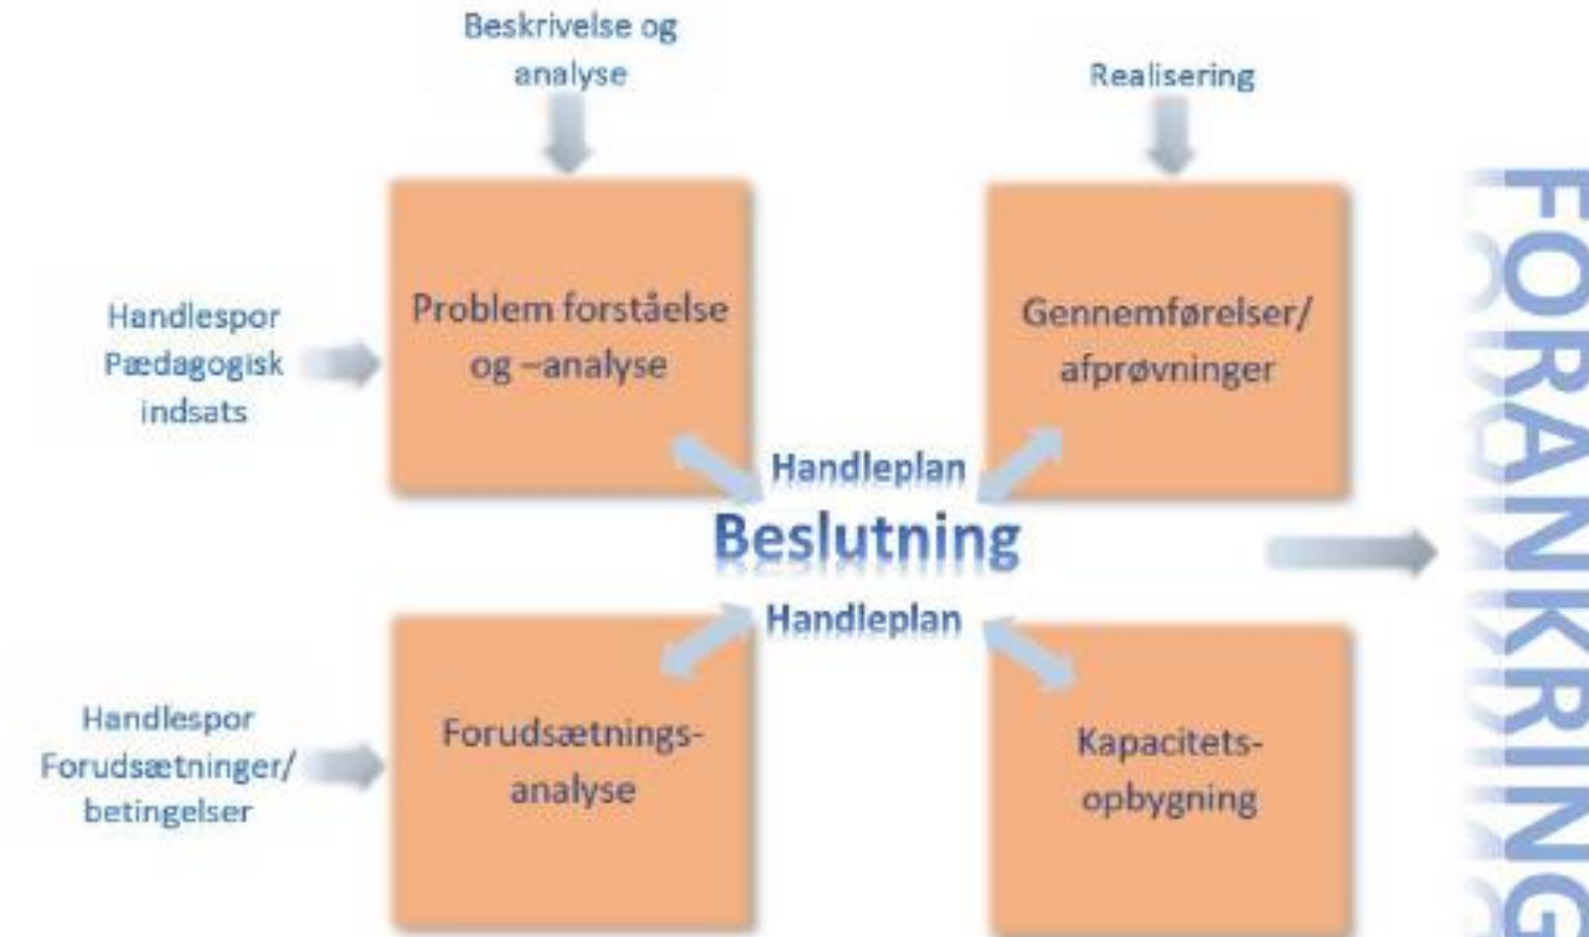 Beskrivelse og
analyse
Realisering
Handlespor
Pædagogisk
indsats
Problem forståelse
og –analyse
Gennemførelser/
afprøvninger
Handleplan
Beslutning
Handleplan
Handlespor
Forudsætninger/
betingelser
Forudsætnings-
analyse
Kapacitets-
opbygning
FORANKRING